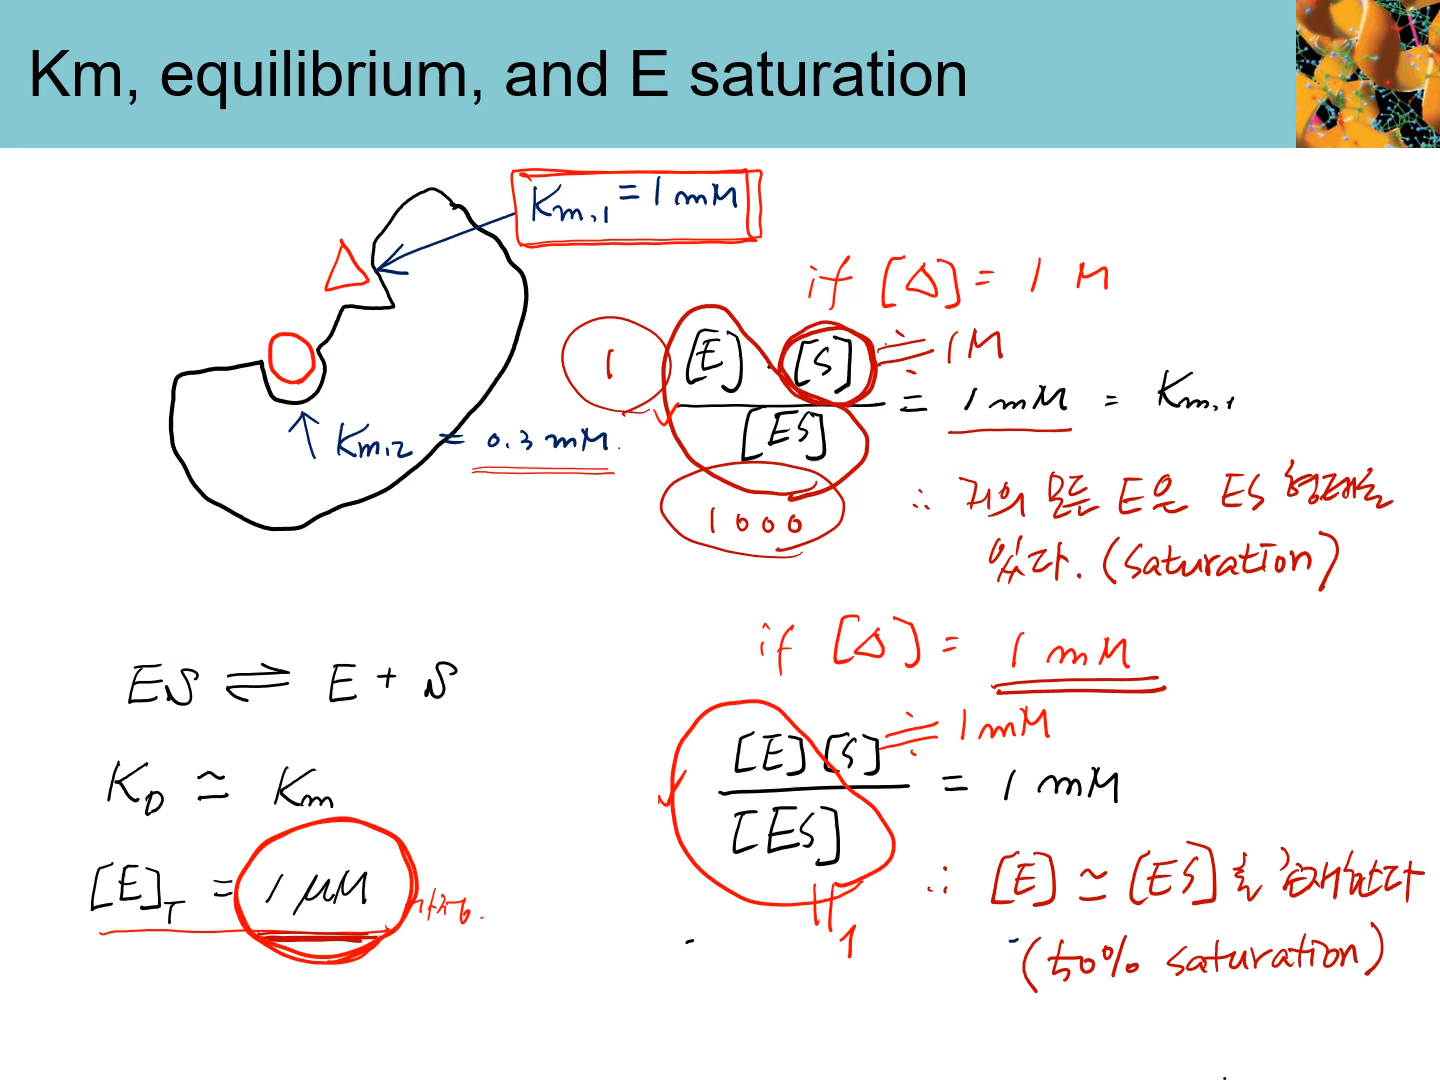 Km, equilibrium, and E saturation
Km,1 = 1 mM
if [△] = 1 M
1 [E] · [S] ≒ 1M
[ES] = 1 mM = Km,1
Km,2 = 0.3 mM.
1000
∴ 거의 모든 E은 ES 형태로
있다. (saturation)
if [△] = 1 mM
ES ⇌ E + S
[E][S] ≒ 1 mM
[ES] = 1 mM
KD ≃ Km
[E]T = 1 μM 가정.
∴ [E] ≃ [ES]로 존재한다
11
1
(50% saturation)